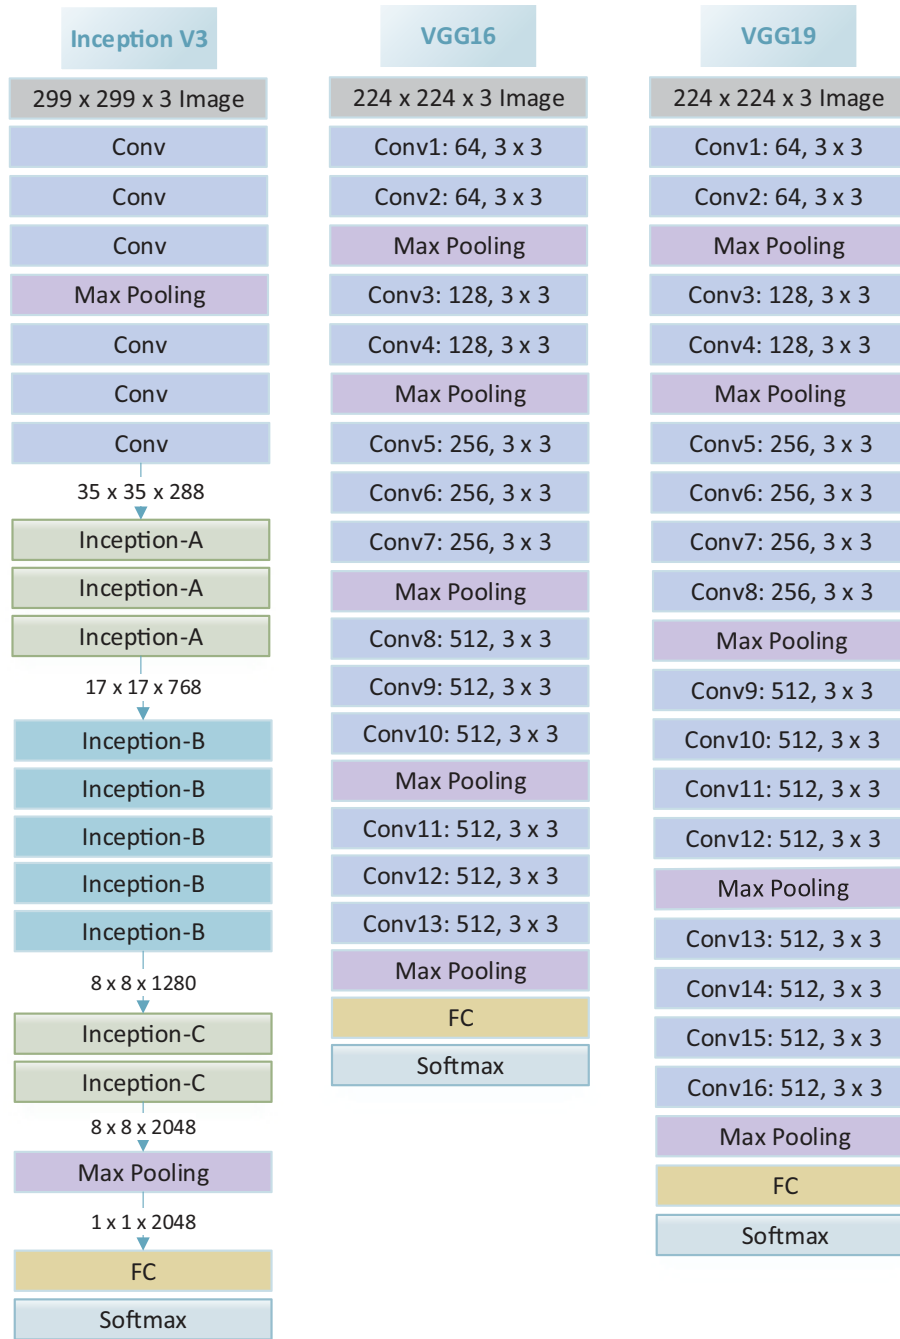 Inception V3
299 x 299 x 3 Image
Conv
Conv
Conv
Max Pooling
Conv
Conv
Conv
35 x 35 x 288
Inception-A
Inception-A
Inception-A
17 x 17 x 768
Inception-B
Inception-B
Inception-B
Inception-B
Inception-B
8 x 8 x 1280
Inception-C
Inception-C
8 x 8 x 2048
Max Pooling
1 x 1 x 2048
FC
Softmax
VGG16
224 x 224 x 3 Image
Conv1: 64, 3 x 3
Conv2: 64, 3 x 3
Max Pooling
Conv3: 128, 3 x 3
Conv4: 128, 3 x 3
Max Pooling
Conv5: 256, 3 x 3
Conv6: 256, 3 x 3
Conv7: 256, 3 x 3
Max Pooling
Conv8: 512, 3 x 3
Conv9: 512, 3 x 3
Conv10: 512, 3 x 3
Max Pooling
Conv11: 512, 3 x 3
Conv12: 512, 3 x 3
Conv13: 512, 3 x 3
Max Pooling
FC
Softmax
VGG19
224 x 224 x 3 Image
Conv1: 64, 3 x 3
Conv2: 64, 3 x 3
Max Pooling
Conv3: 128, 3 x 3
Conv4: 128, 3 x 3
Max Pooling
Conv5: 256, 3 x 3
Conv6: 256, 3 x 3
Conv7: 256, 3 x 3
Conv8: 256, 3 x 3
Max Pooling
Conv9: 512, 3 x 3
Conv10: 512, 3 x 3
Conv11: 512, 3 x 3
Conv12: 512, 3 x 3
Max Pooling
Conv13: 512, 3 x 3
Conv14: 512, 3 x 3
Conv15: 512, 3 x 3
Conv16: 512, 3 x 3
Max Pooling
FC
Softmax